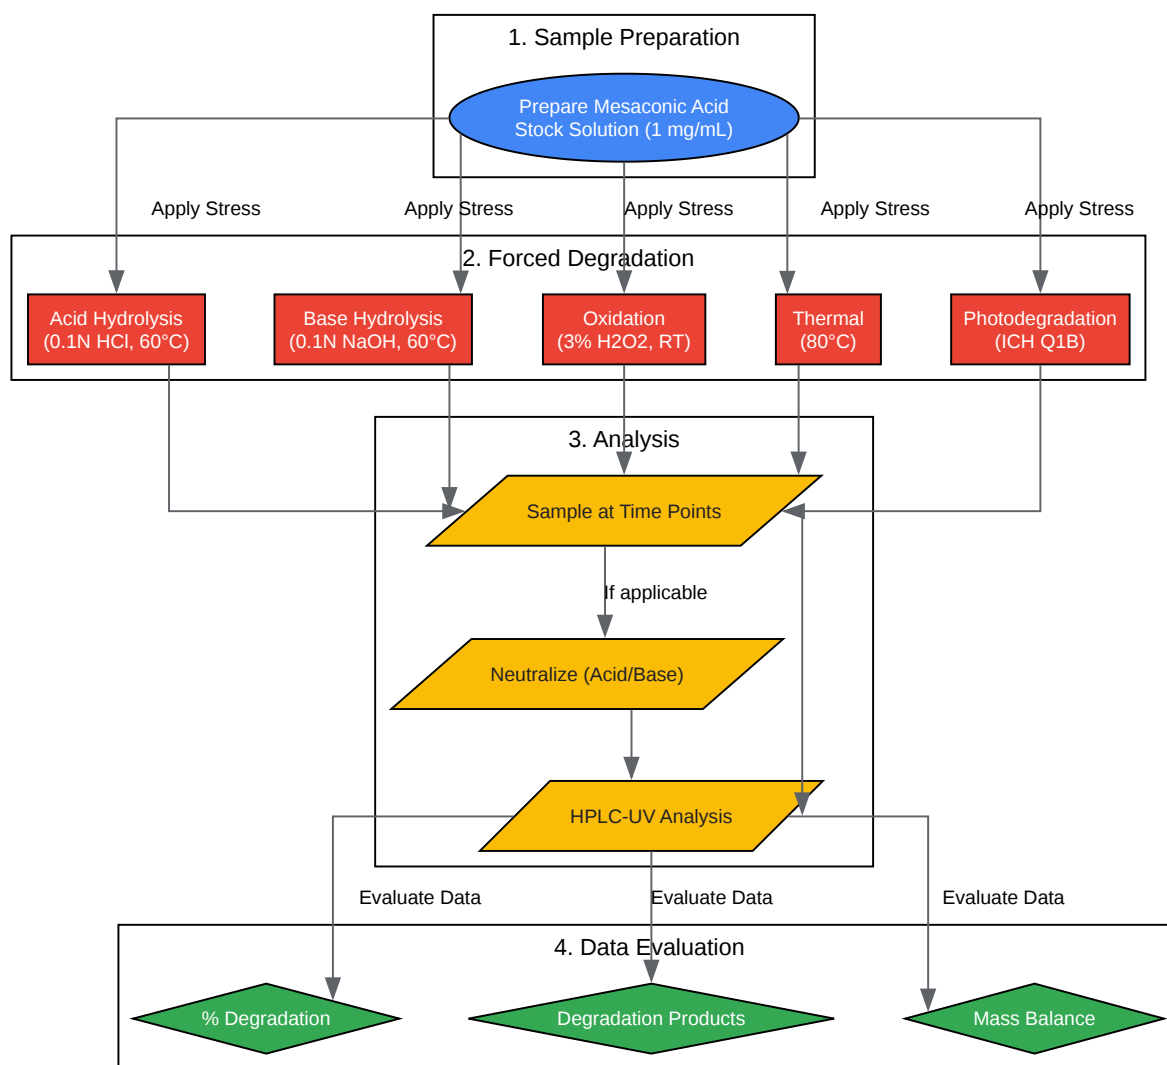 1. Sample Preparation
Prepare Mesaconic Acid
Stock Solution (1 mg/mL)
Apply Stress
Apply Stress
Apply Stress
Apply Stress
Apply Stress
2. Forced Degradation
Acid Hydrolysis
(0.1N HCl, 60°C)
Base Hydrolysis
(0.1N NaOH, 60°C)
Oxidation
(3% H2O2, RT)
Thermal
(80°C)
Photodegradation
(ICH Q1B)
3. Analysis
Sample at Time Points
If applicable
Neutralize (Acid/Base)
HPLC-UV Analysis
Evaluate Data
Evaluate Data
Evaluate Data
4. Data Evaluation
% Degradation
Degradation Products
Mass Balance